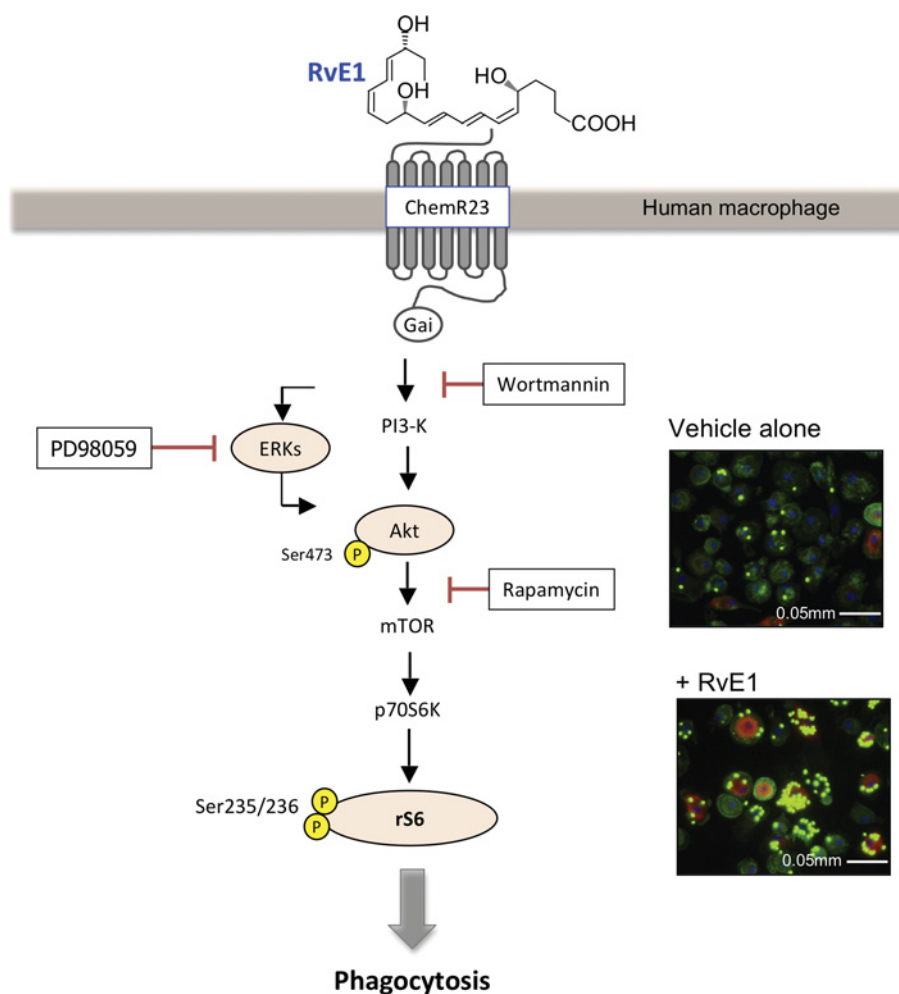 OH
RvE1
OH
HO
COOH
ChemR23
Human macrophage
Gai
Wortmannin
PI3-K
PD98059
ERKs
Vehicle alone
Akt
Ser473
P
Rapamycin
0.05mm
mTOR
+ RvE1
p70S6K
Ser235/236
P
P
rS6
0.05mm
Phagocytosis